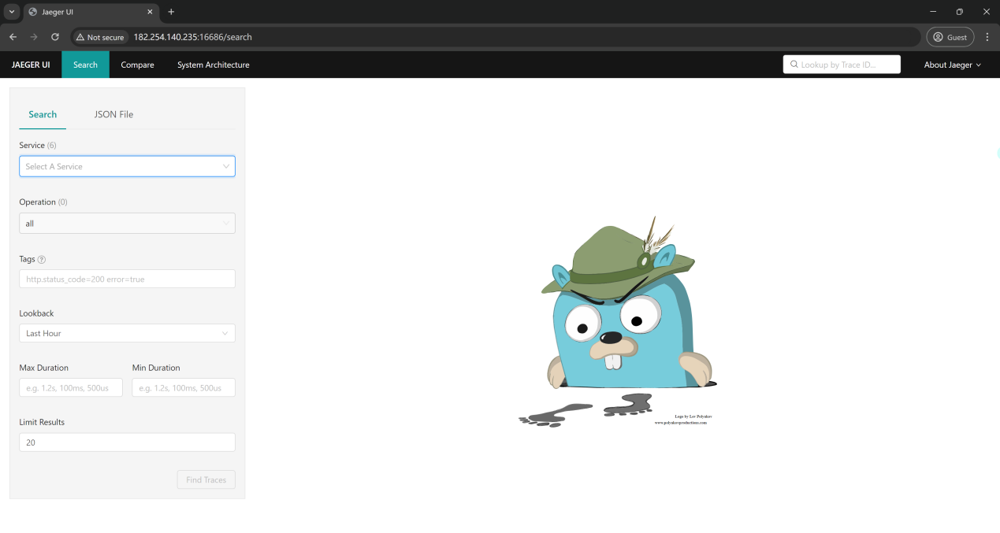 Jaeger UI
Not secure
182.254.140.235:16686/search
Guest
JAEGER UI
Search
Compare
System Architecture
Lookup by Trace ID...
About Jaeger
Search
JSON File
Service (6)
Select A Service
Operation (0)
all
Tags
http.status_code=200 error=true
Lookback
Last Hour
Max Duration
Min Duration
e.g. 1.2s, 100ms, 500us
e.g. 1.2s, 100ms, 500us
Limit Results
20
Find Traces
Logo by Lev Polyakov
www.polyakovproductions.com